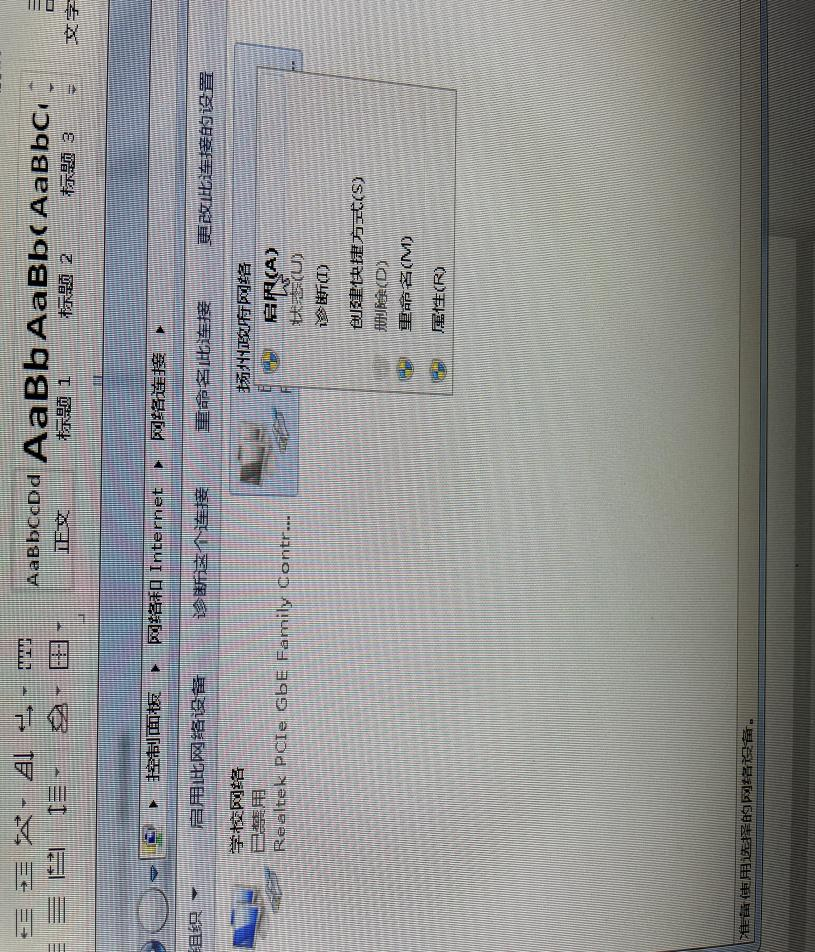 AaBbCcDd AaBb AaBb( AaBbC(
正文 标题 1 标题 2 标题 3
文字
控制面板 ▸ 网络和 Internet ▸ 网络连接 ▸
组织 ▾ 启用此网络设备 诊断这个连接 重命名此连接 更改此连接的设置
学校网络
已禁用
Realtek PCIe GbE Family Contr...
扬州政府网络
启用(A)
状态(U)
诊断(I)
创建快捷方式(S)
删除(D)
重命名(M)
属性(R)
准备使用选择的网络设备。